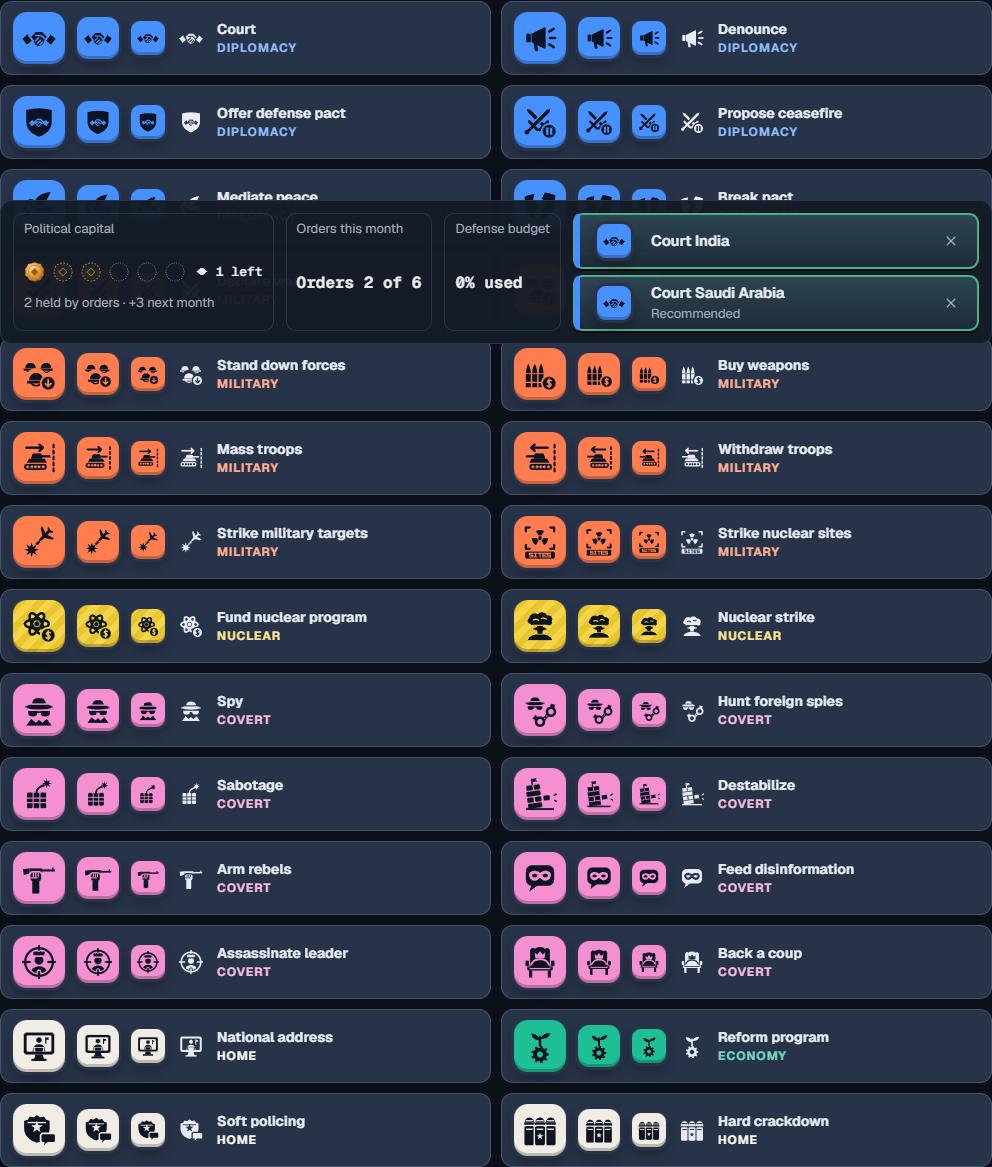 Court
DIPLOMACY
Denounce
DIPLOMACY
Offer defense pact
DIPLOMACY
Propose ceasefire
DIPLOMACY
Mediate peace
Break pact
Political capital
1 left
2 held by orders · +3 next month
Orders this month
Orders 2 of 6
Defense budget
0% used
Court India
×
Court Saudi Arabia
Recommended
×
MILITARY
Stand down forces
MILITARY
Buy weapons
MILITARY
Mass troops
MILITARY
Withdraw troops
MILITARY
Strike military targets
MILITARY
SITES
SITES
Strike nuclear sites
MILITARY
Fund nuclear program
NUCLEAR
Nuclear strike
NUCLEAR
Spy
COVERT
Hunt foreign spies
COVERT
Sabotage
COVERT
Destabilize
COVERT
Arm rebels
COVERT
Feed disinformation
COVERT
Assassinate leader
COVERT
Back a coup
COVERT
National address
HOME
Reform program
ECONOMY
Soft policing
HOME
Hard crackdown
HOME